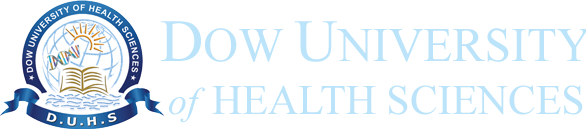 DOW UNIVERSITY OF HEALTH SCIENCES
D.U.H.S
DOW UNIVERSITY
of HEALTH SCIENCES